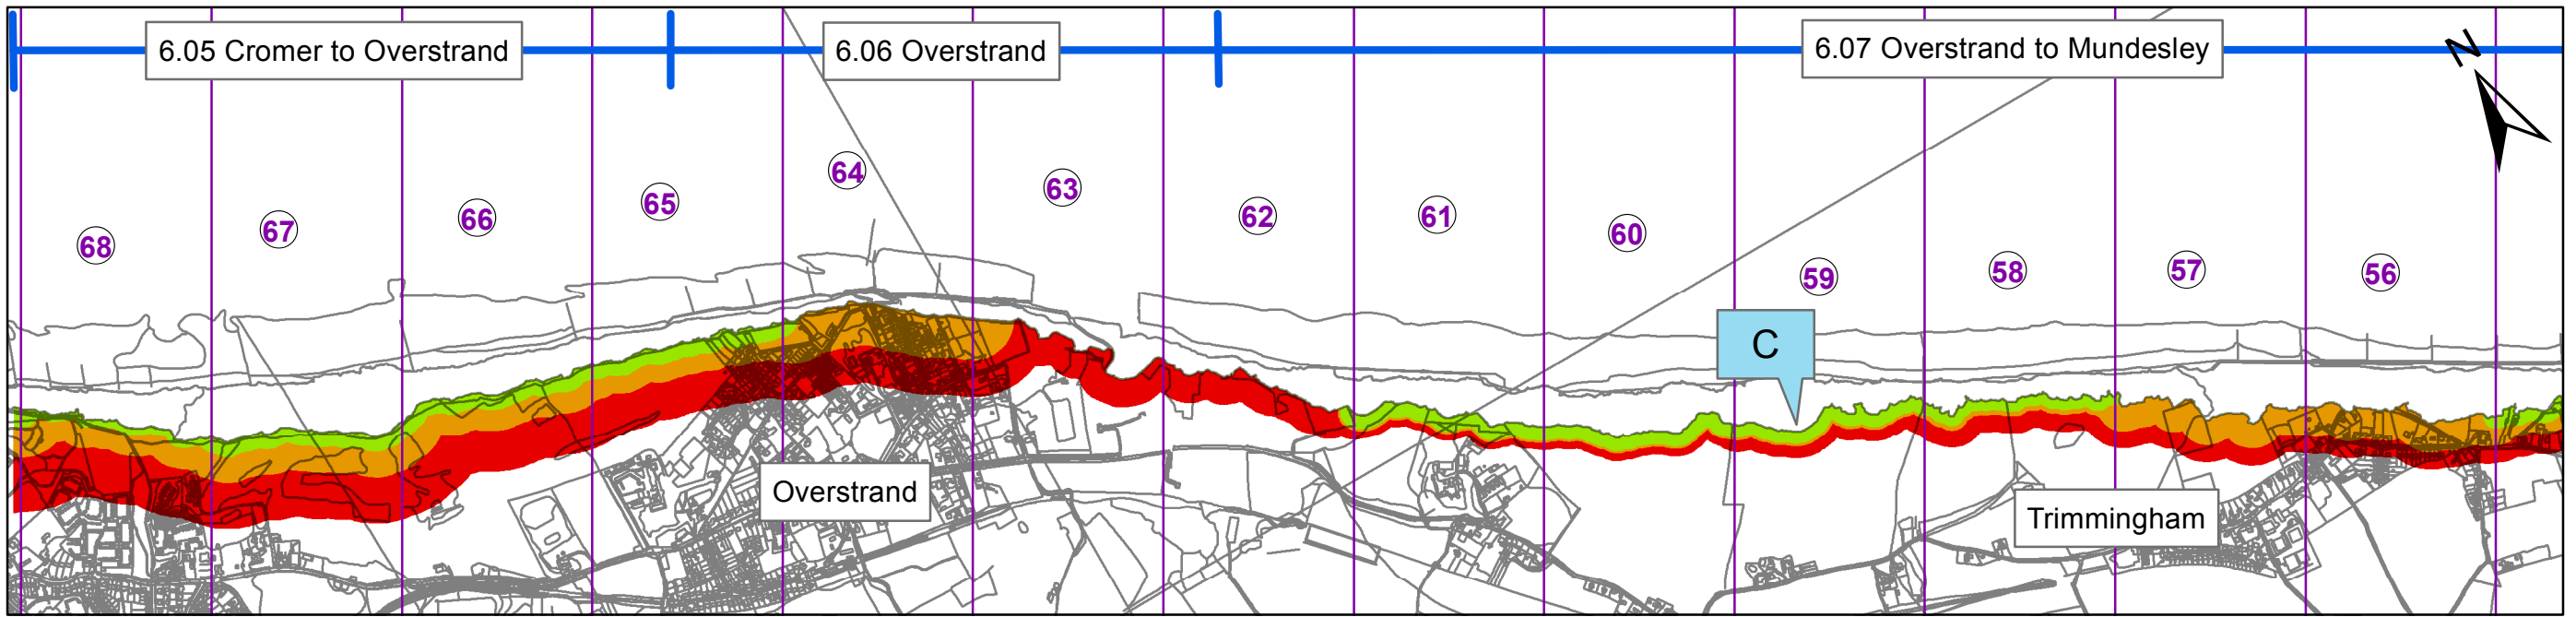 6.05 Cromer to Overstrand
6.06 Overstrand
6.07 Overstrand to Mundesley
N
68
67
66
65
64
63
62
61
60
59
58
57
56
C
Overstrand
Trimmingham